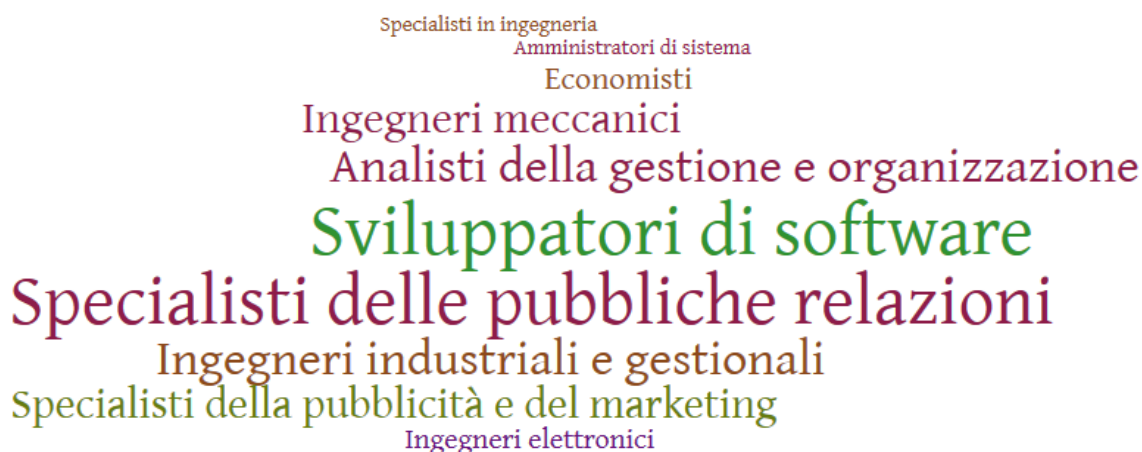 Specialisti in ingegneria
Amministratori di sistema
Economisti
Ingegneri meccanici
Analisti della gestione e organizzazione
Sviluppatori di software
Specialisti delle pubbliche relazioni
Ingegneri industriali e gestionali
Specialisti della pubblicità e del marketing
Ingegneri elettronici